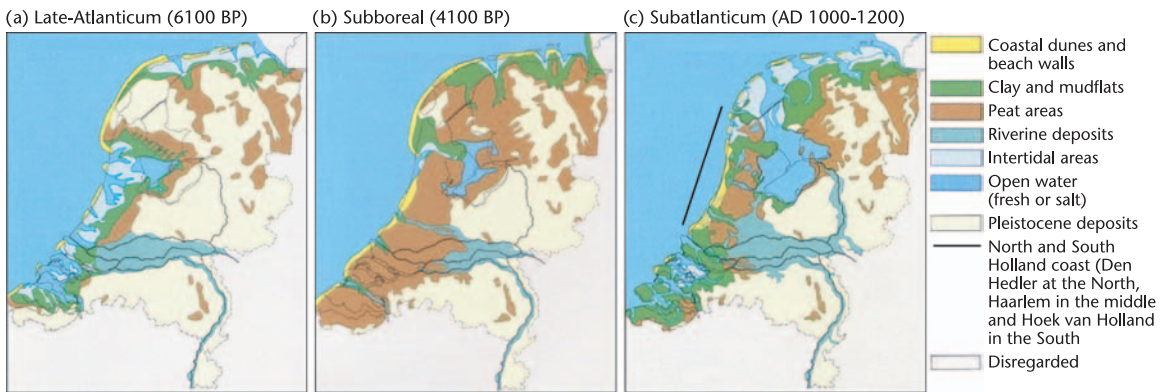 (a) Late-Atlanticum (6100 BP)
(b) Subboreal (4100 BP)
(c) Subatlanticum (AD 1000-1200)
Coastal dunes and
beach walls
Clay and mudflats
Peat areas
Riverine deposits
Intertidal areas
Open water
(fresh or salt)
Pleistocene deposits
North and South
Holland coast (Den
Hedler at the North,
Haarlem in the middle
and Hoek van Holland
in the South
Disregarded